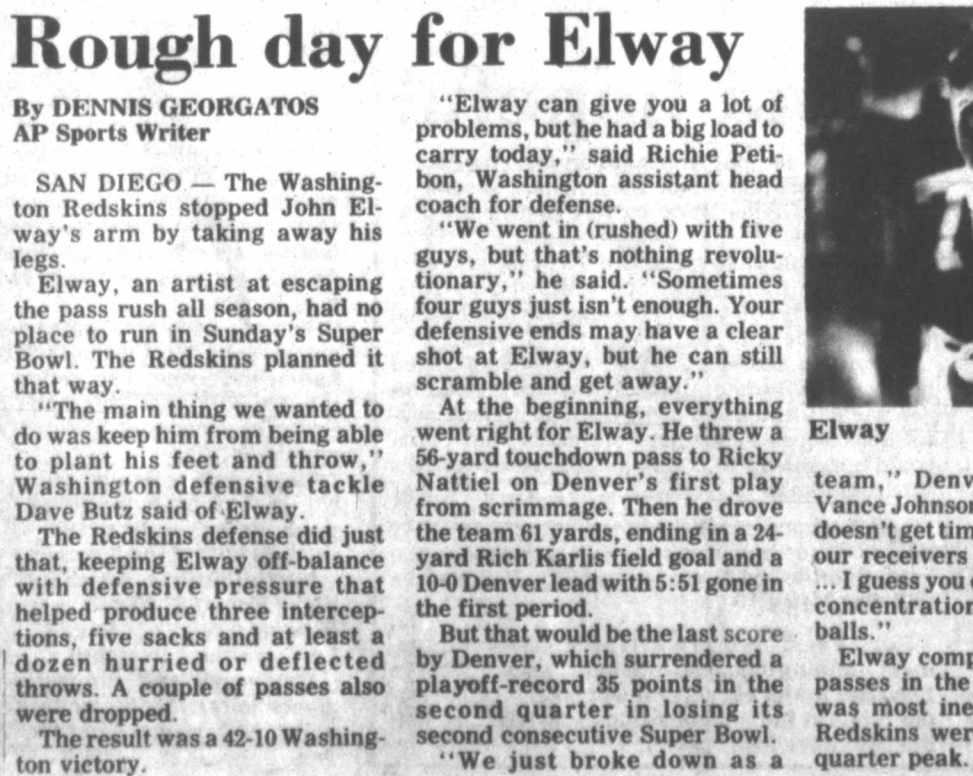 Rough day for Elway
By DENNIS GEORGATOS
AP Sports Writer
SAN DIEGO — The Washing-
ton Redskins stopped John El-
way's arm by taking away his
legs.
Elway, an artist at escaping
the pass rush all season, had no
place to run in Sunday's Super
Bowl. The Redskins planned it
that way.
"The main thing we wanted to
do was keep him from being able
to plant his feet and throw,"
Washington defensive tackle
Dave Butz said of Elway.
The Redskins defense did just
that, keeping Elway off-balance
with defensive pressure that
helped produce three intercep-
tions, five sacks and at least a
dozen hurried or deflected
throws. A couple of passes also
were dropped.
The result was a 42-10 Washing-
ton victory.
"Elway can give you a lot of
problems, but he had a big load to
carry today," said Richie Peti-
bon, Washington assistant head
coach for defense.
"We went in (rushed) with five
guys, but that's nothing revolu-
tionary," he said. "Sometimes
four guys just isn't enough. Your
defensive ends may have a clear
shot at Elway, but he can still
scramble and get away."
At the beginning, everything
went right for Elway. He threw a
56-yard touchdown pass to Ricky
Nattiel on Denver's first play
from scrimmage. Then he drove
the team 61 yards, ending in a 24-
yard Rich Karlis field goal and a
10-0 Denver lead with 5:51 gone in
the first period.
But that would be the last score
by Denver, which surrendered a
playoff-record 35 points in the
second quarter in losing its
second consecutive Super Bowl.
"We just broke down as a
Elway
team," Denv
Vance Johnson
doesn't get tim
our receivers
... I guess you
concentration
balls."
Elway comp
passes in the
was most ine
Redskins wer
quarter peak.